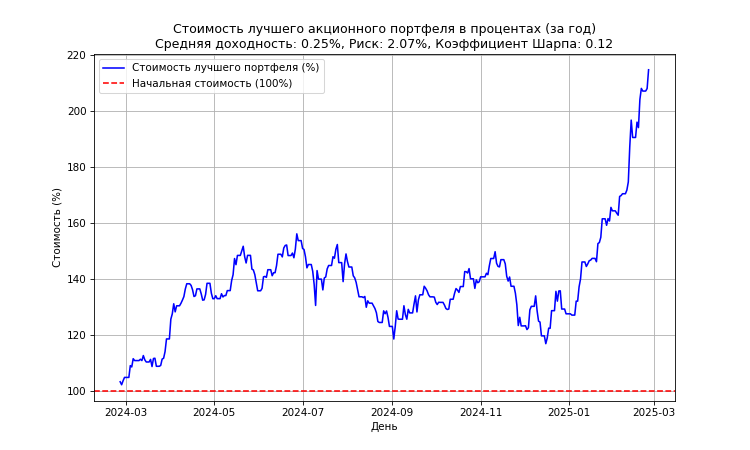 Стоимость лучшего акционного портфеля в процентах (за год)
Средняя доходность: 0.25%, Риск: 2.07%, Коэффициент Шарпа: 0.12
Стоимость лучшего портфеля (%)
Начальная стоимость (100%)
Стоимость (%)
220
200
180
160
140
120
100
2024-03 2024-05 2024-07 2024-09 2024-11 2025-01 2025-03
День